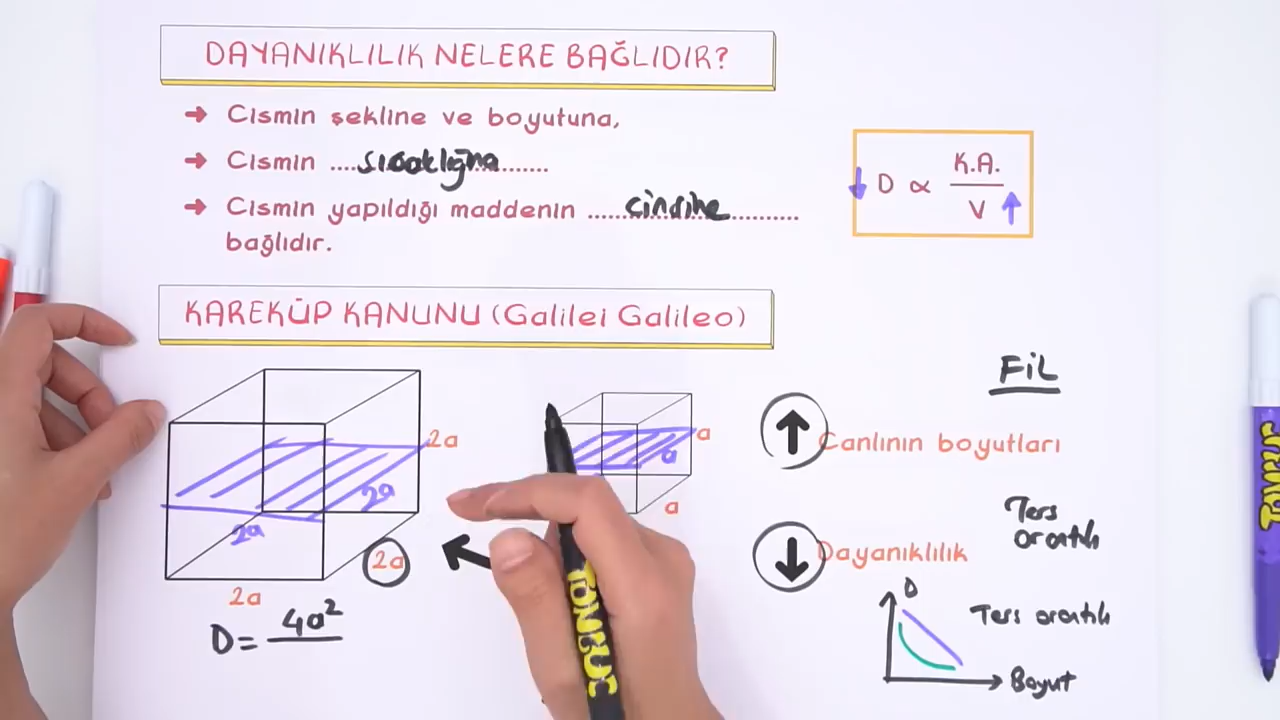 DAYANIKLILIK NELERE BAĞLIDIR?
→ Cismin şekline ve boyutuna,
→ Cismin ....sıcaklığına.......
→ Cismin yapıldığı maddenin .....cinsine.........
bağlıdır.
↓ D ∝ K.A. / V ↑
KAREKÜP KANUNU (Galilei Galileo)
2a
2a
2a
2a
2a
D = 4a²
a
a
a
FİL
↑ Canlının boyutları
Ters
orantılı
↓ Dayanıklılık
D
Ters orantılı
Boyut